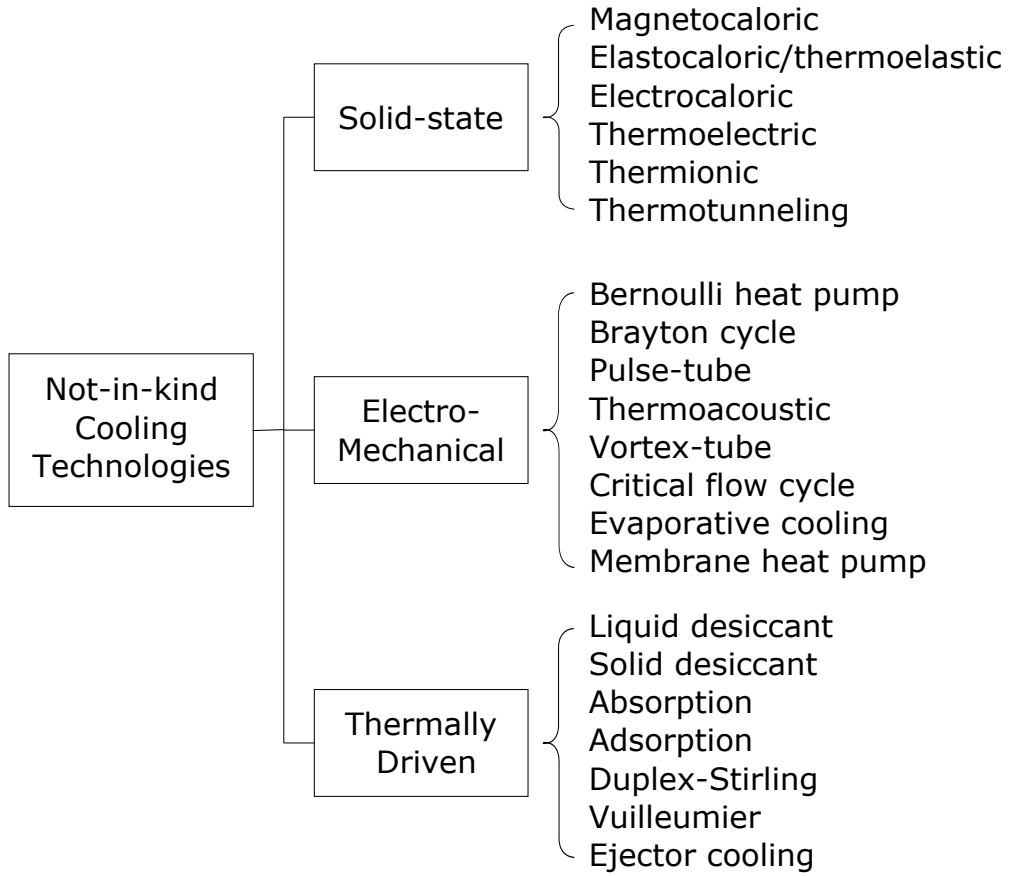 Not-in-kind
Cooling
Technologies
Solid-state
Magnetocaloric
Elastocaloric/thermoelastic
Electrocaloric
Thermoelectric
Thermionic
Thermotunneling
Electro-
Mechanical
Bernoulli heat pump
Brayton cycle
Pulse-tube
Thermoacoustic
Vortex-tube
Critical flow cycle
Evaporative cooling
Membrane heat pump
Thermally
Driven
Liquid desiccant
Solid desiccant
Absorption
Adsorption
Duplex-Stirling
Vuilleumier
Ejector cooling